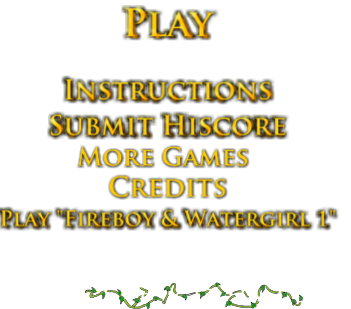 Play
Instructions
Submit Hiscore
More Games
Credits
Play "Fireboy & Watergirl 1"